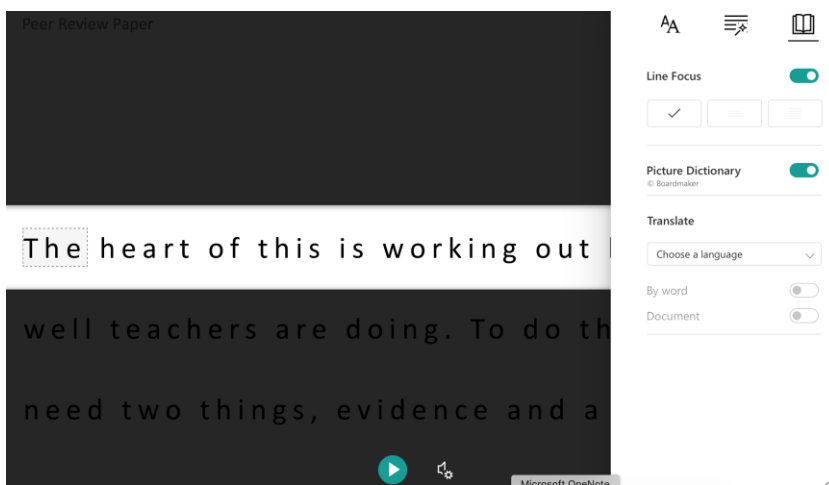 Peer Review Paper
The heart of this is working out
well teachers are doing. To do th
need two things, evidence and a
Microsoft OneNote
AA
Line Focus
Picture Dictionary
© Boardmaker
Translate
Choose a language
By word
Document